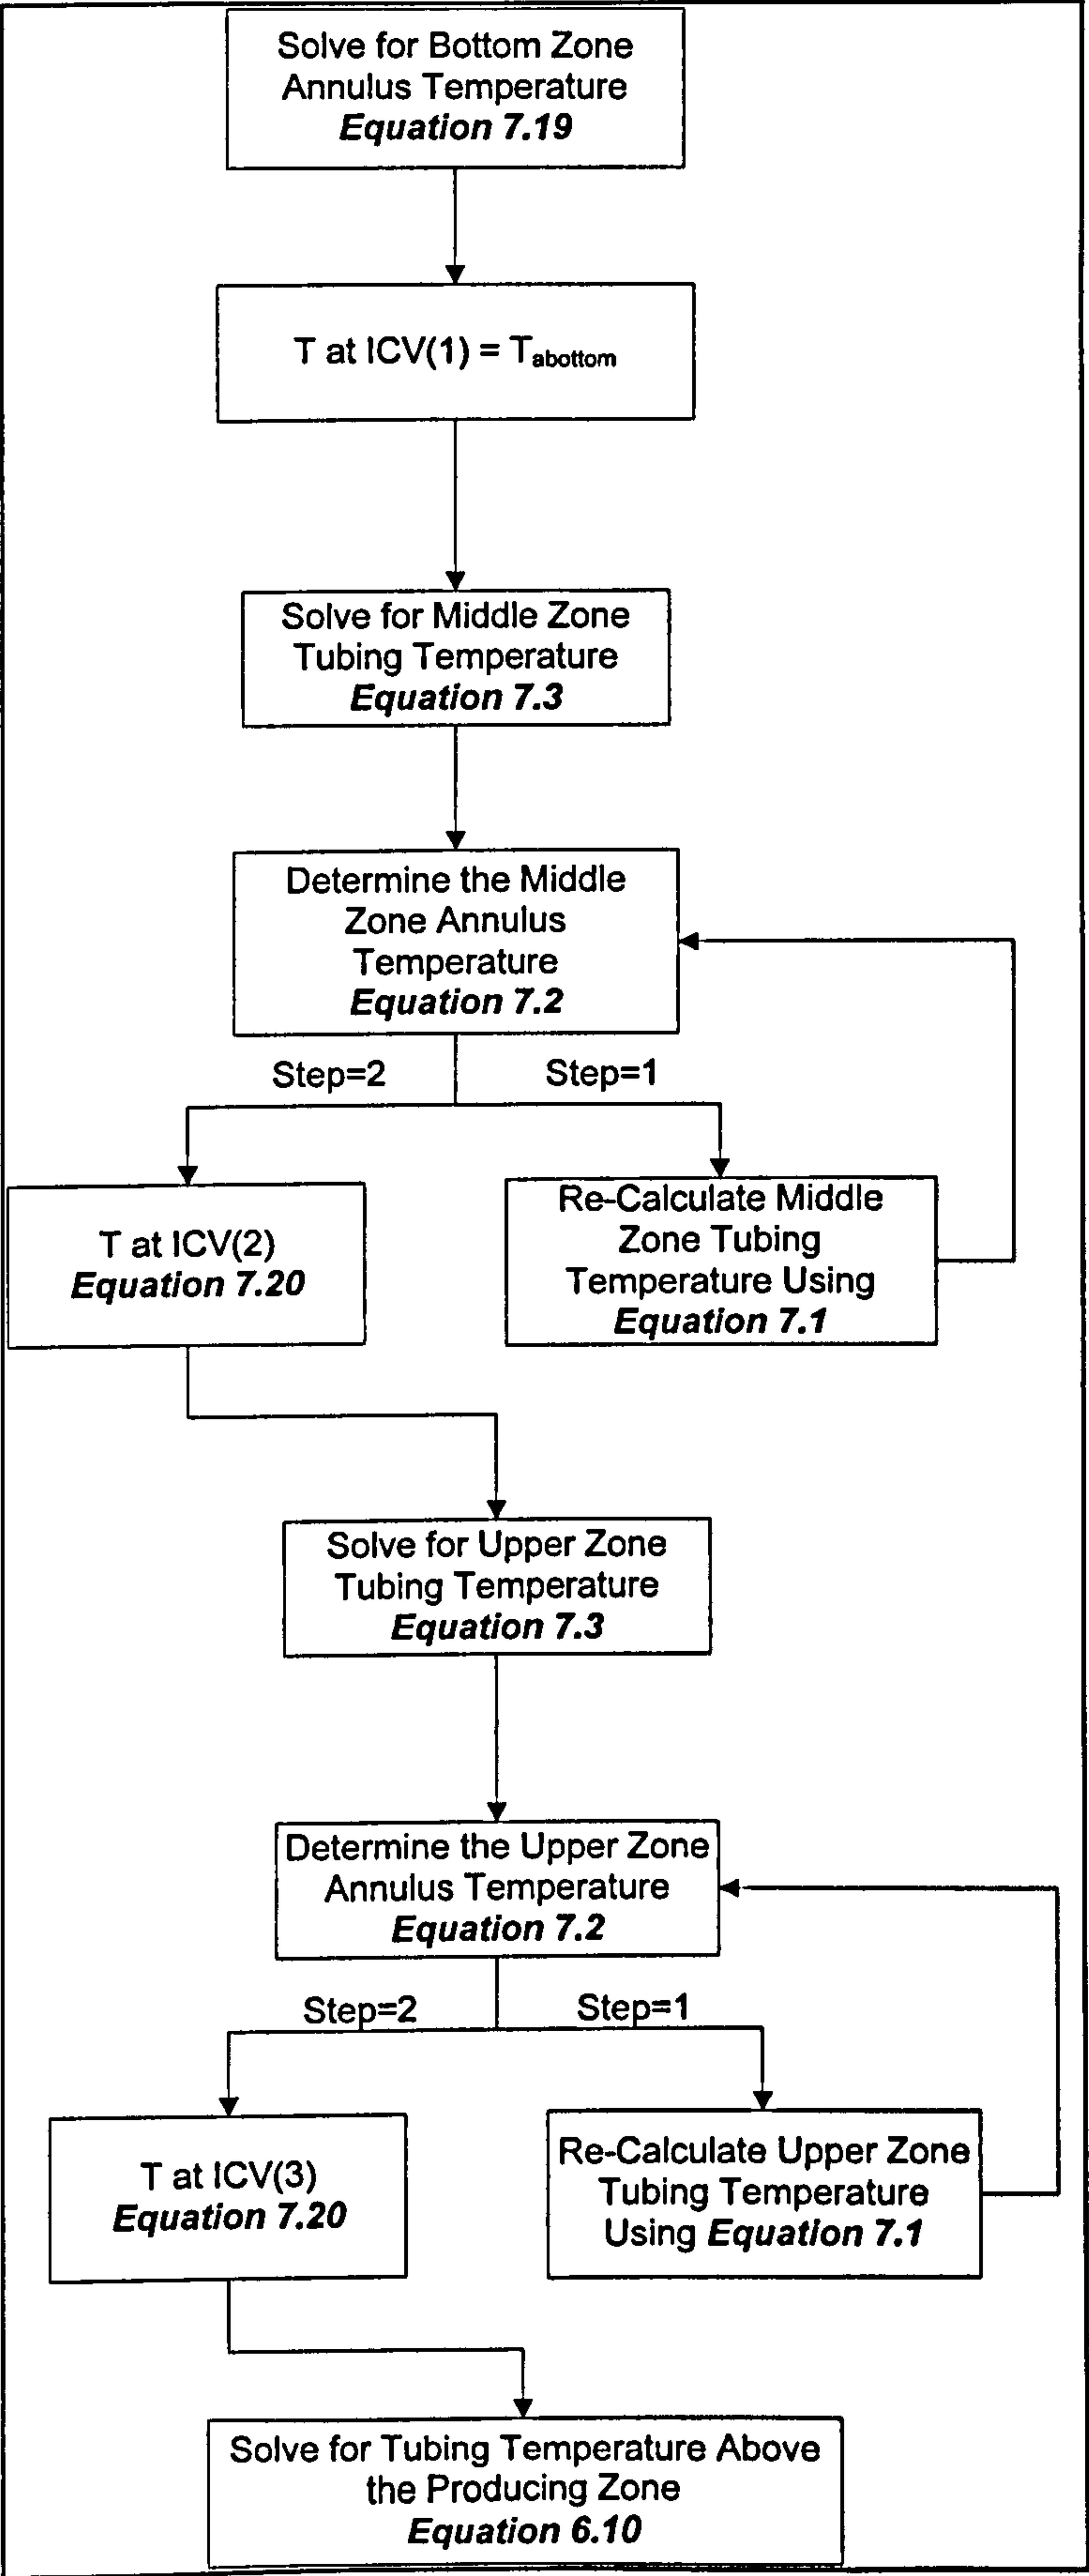 Solve for Bottom Zone
Annulus Temperature
Equation 7.19
T at ICV(1) = Tabottom
Solve for Middle Zone
Tubing Temperature
Equation 7.3
Determine the Middle
Zone Annulus
Temperature
Equation 7.2
Step=2
Step=1
T at ICV(2)
Equation 7.20
Re-Calculate Middle
Zone Tubing
Temperature Using
Equation 7.1
Solve for Upper Zone
Tubing Temperature
Equation 7.3
Determine the Upper Zone
Annulus Temperature
Equation 7.2
Step=2
Step=1
T at ICV(3)
Equation 7.20
Re-Calculate Upper Zone
Tubing Temperature
Using Equation 7.1
Solve for Tubing Temperature Above
the Producing Zone
Equation 6.10